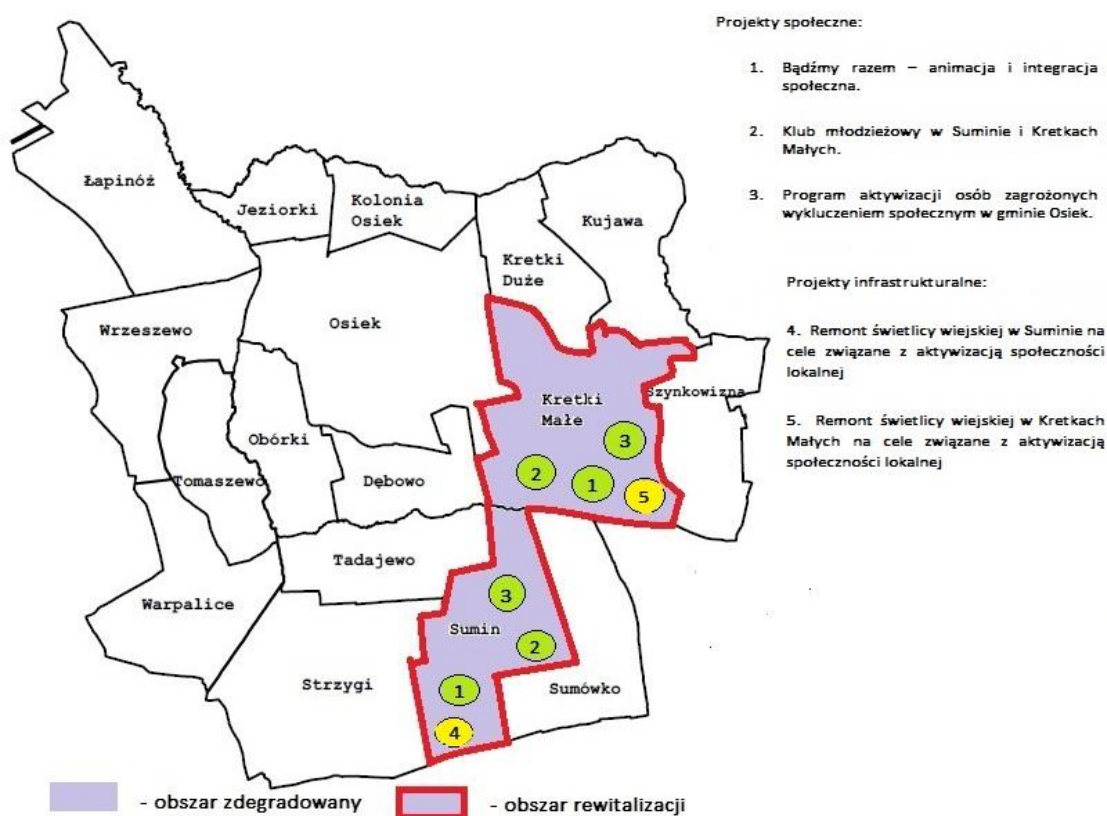 Projekty społeczne:
1. Bądźmy razem – animacja i integracja
społeczna.
2. Klub młodzieżowy w Suminie i Kretkach
Małych.
3. Program aktywizacji osób zagrożonych
wykluczeniem społecznym w gminie Osiek.
Projekty infrastrukturalne:
4. Remont świetlicy wiejskiej w Suminie na
cele związane z aktywizacją społeczności
lokalnej
5. Remont świetlicy wiejskiej w Kretkach
Małych na cele związane z aktywizacją
społeczności lokalnej
Łapinóż
Jeziorki
Kolonia
Osiek
Kretki
Duże
Kujawa
Wrzeszewo
Osiek
Kretki
Małe
Szynkowizna
Obórki
Tomaszewo
Dębowo
3
2
1
5
Tadajewo
Warpalice
3
Sumin
2
Strzygi
1
Sumówko
4
- obszar zdegradowany
- obszar rewitalizacji